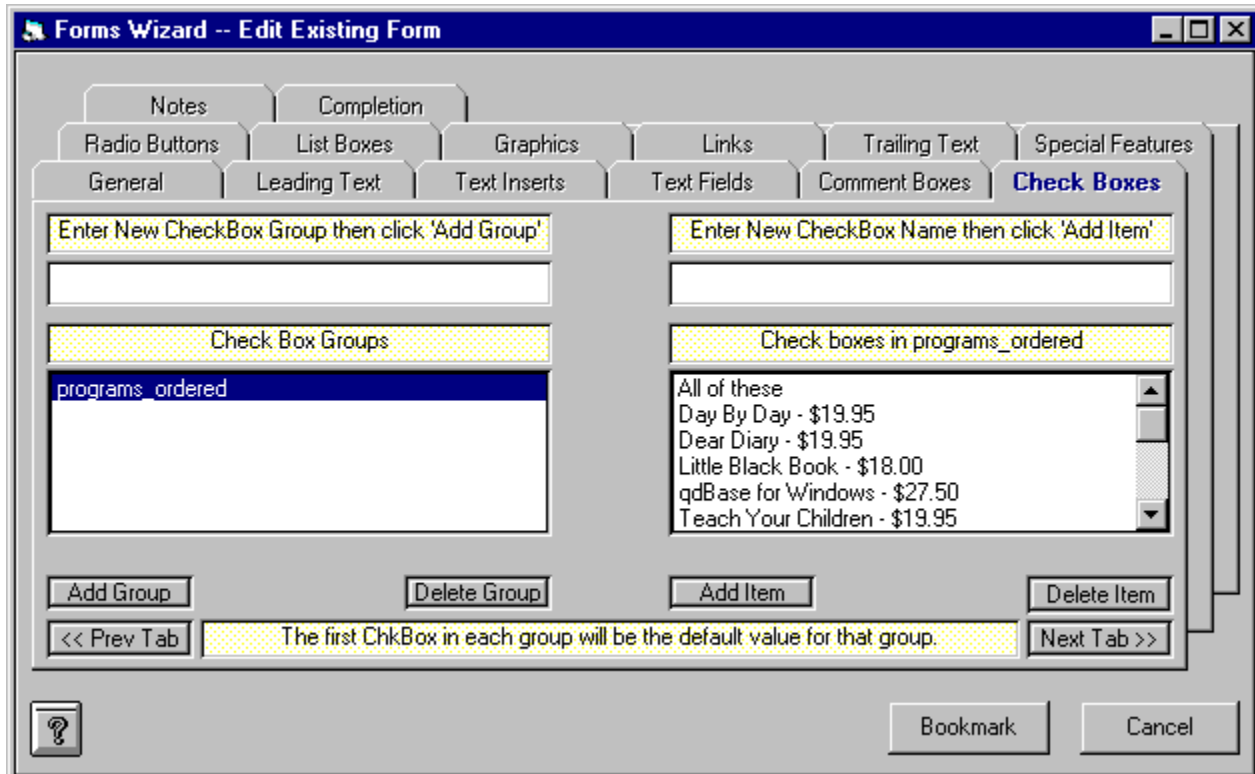 Forms Wizard -- Edit Existing Form
Notes Completion
Radio Buttons List Boxes Graphics Links Trailing Text Special Features
General Leading Text Text Inserts Text Fields Comment Boxes Check Boxes
Enter New CheckBox Group then click 'Add Group' Enter New CheckBox Name then click 'Add Item'
Check Box Groups Check boxes in programs_ordered
programs_ordered All of these
Day By Day - $19.95
Dear Diary - $19.95
Little Black Book - $18.00
qdBase for Windows - $27.50
Teach Your Children - $19.95
Add Group Delete Group Add Item Delete Item
<< Prev Tab The first ChkBox in each group will be the default value for that group. Next Tab >>
? Bookmark Cancel